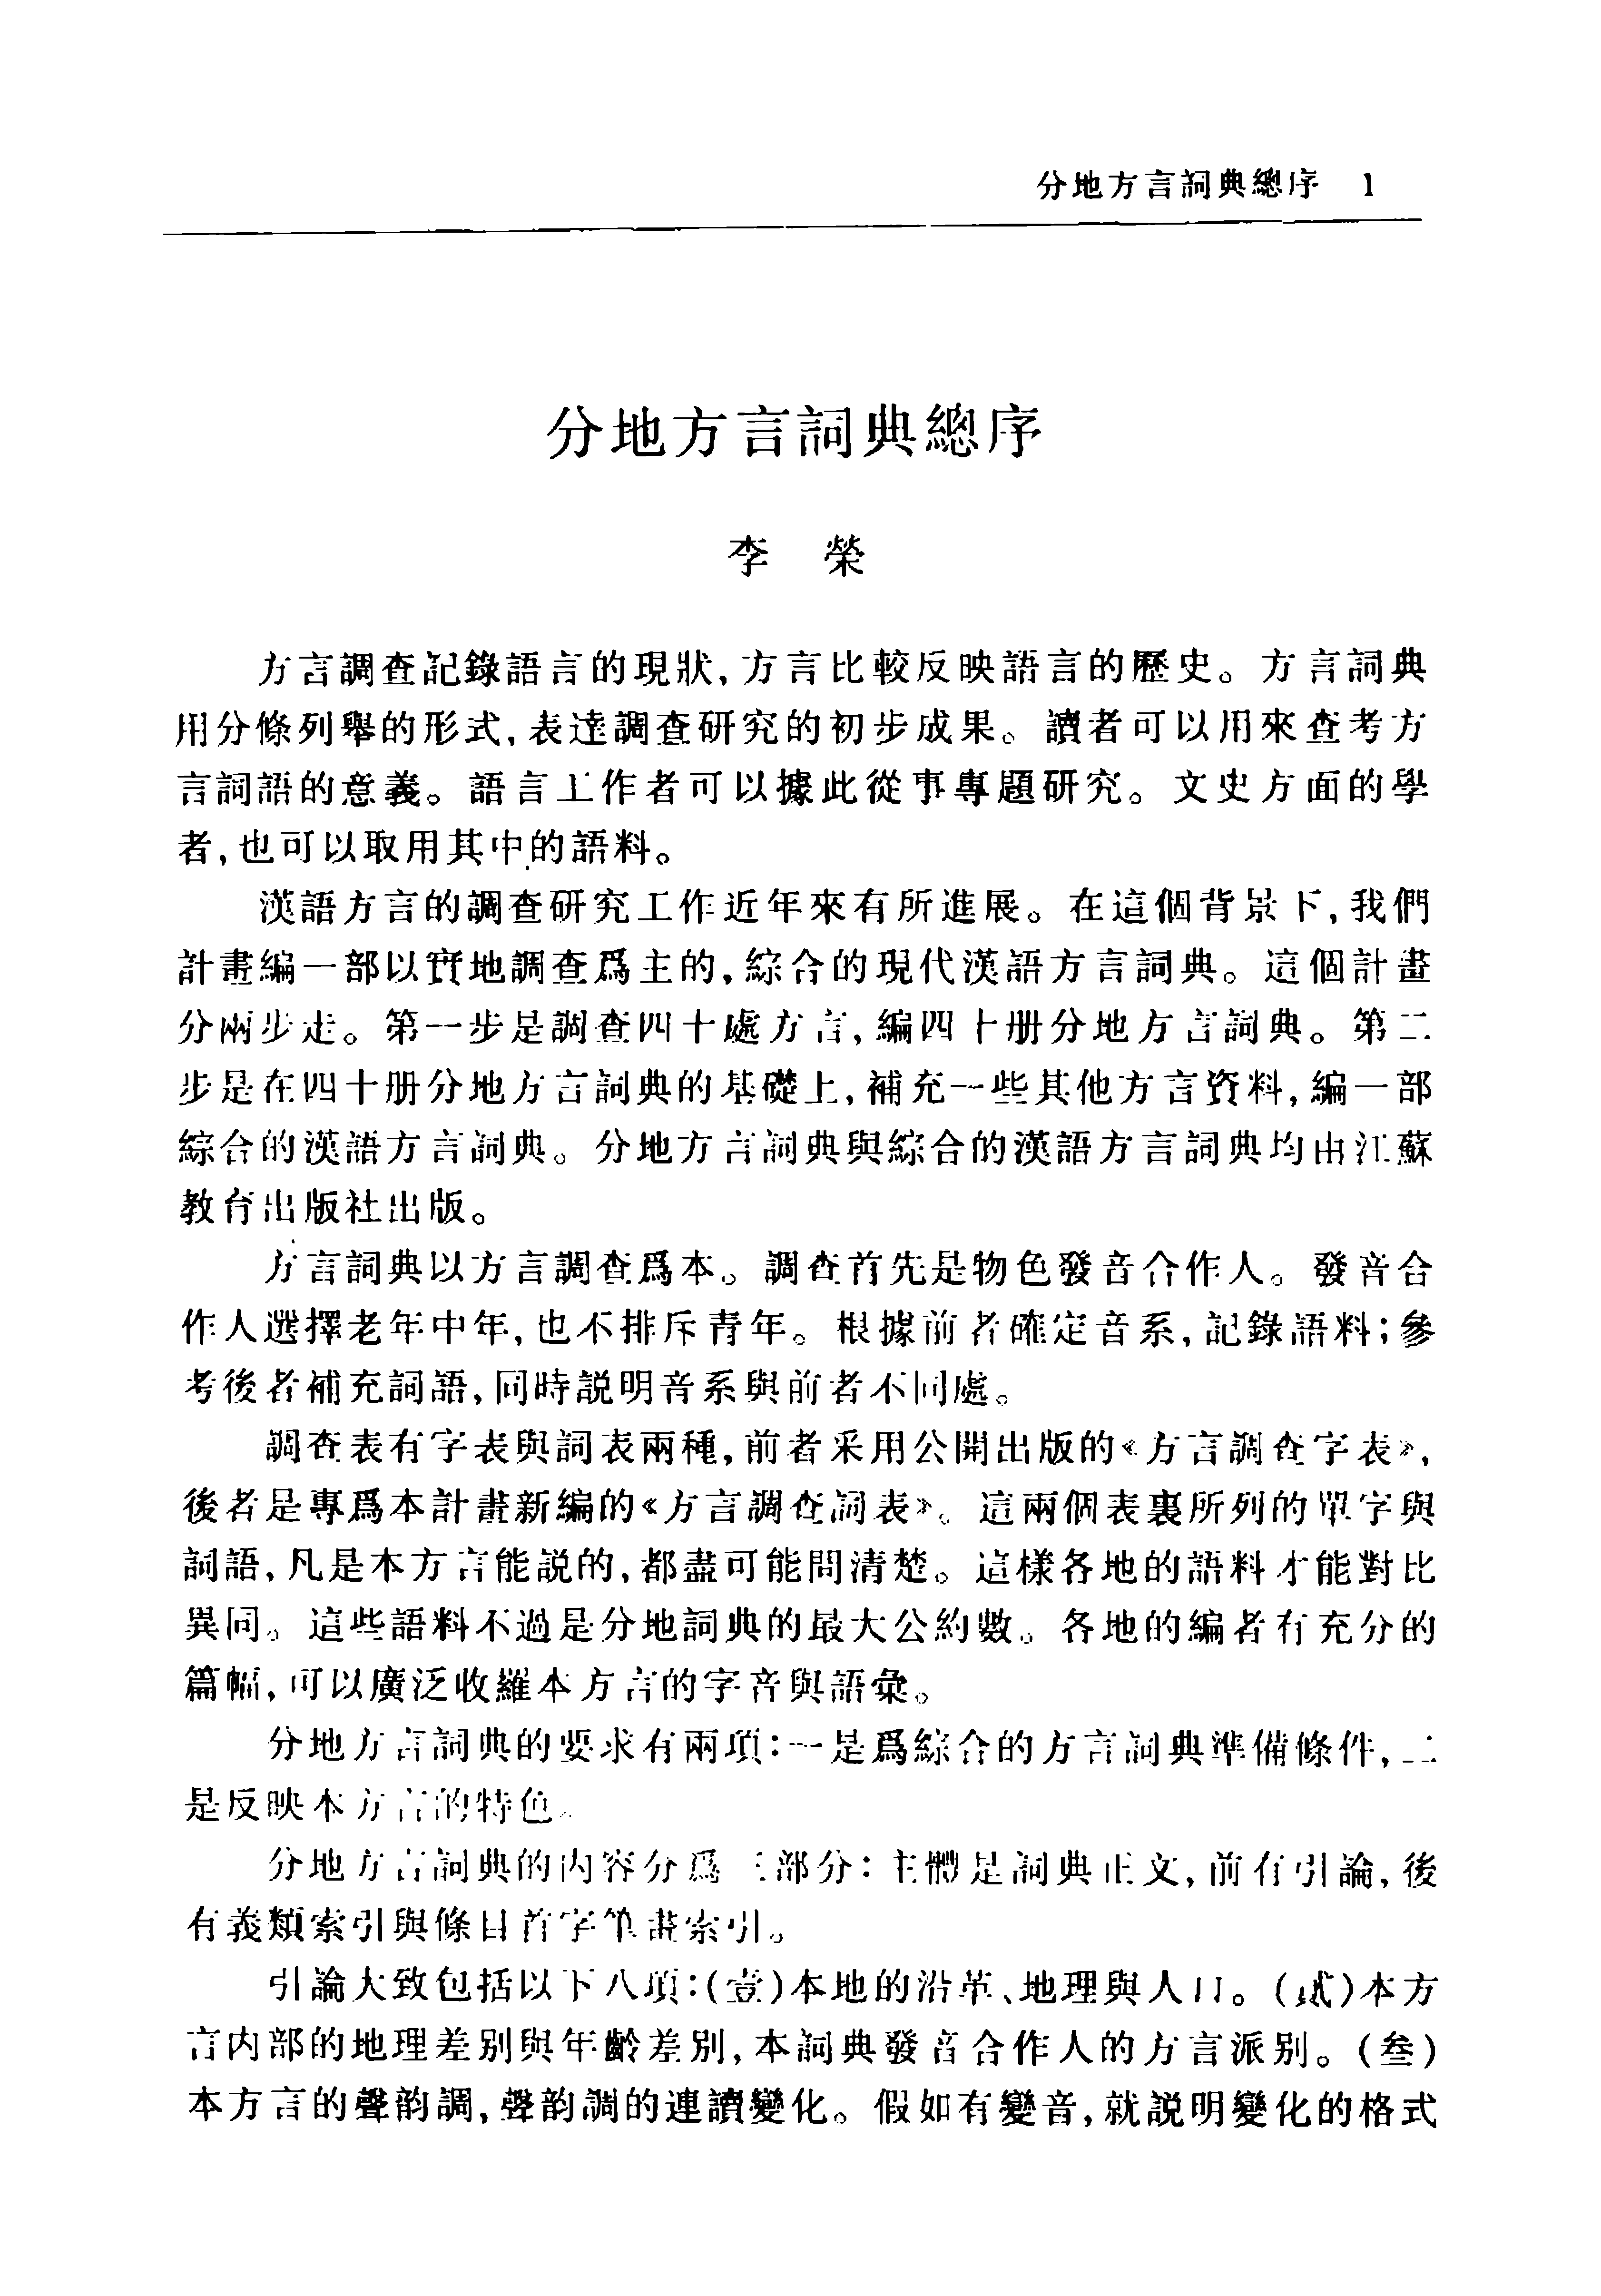 分地方言詞典總序 1
分地方言詞典總序
李 榮
方言調查記錄語言的現狀,方言比較反映語言的歷史。方言詞典
用分條列舉的形式,表達調查研究的初步成果。讀者可以用來查考方
言詞語的意義。語言工作者可以據此從事專題研究。文史方面的學
者,也可以取用其中的語料。
漢語方言的調查研究工作近年來有所進展。在這個背景下,我們
計畫編一部以實地調查爲主的,綜合的現代漢語方言詞典。這個計畫
分兩步走。第一步是調查四十處方言,編四十册分地方言詞典。第二
步是在四十册分地方言詞典的基礎上,補充一些其他方言資料,編一部
綜合的漢語方言詞典。分地方言詞典與綜合的漢語方言詞典均由江蘇
教育出版社出版。
方言詞典以方言調查爲本。調查首先是物色發音合作人。發音合
作人選擇老年中年,也不排斥青年。根據前者確定音系,記錄語料;參
考後者補充詞語,同時説明音系與前者不同處。
調查表有字表與詞表兩種,前者采用公開出版的《方言調查字表》,
後者是專爲本計畫新編的《方言調查詞表》。這兩個表裏所列的單字與
詞語,凡是本方言能説的,都盡可能問清楚。這樣各地的語料才能對比
異同。這些語料不過是分地詞典的最大公約數。各地的編者有充分的
篇幅,可以廣泛收羅本方言的字音與語彙。
分地方言詞典的要求有兩項:一是爲綜合的方言詞典準備條件,二
是反映本方言的特色。
分地方言詞典的内容分爲三部分:主體是詞典正文,前有引論,後
有義類索引與條目首字筆畫索引。
引論大致包括以下八項:(壹)本地的沿革、地理與人口。(貳)本方
言内部的地理差别與年齡差别,本詞典發音合作人的方言派别。(叁)
本方言的聲韵調,聲韵調的連讀變化。假如有變音,就説明變化的格式